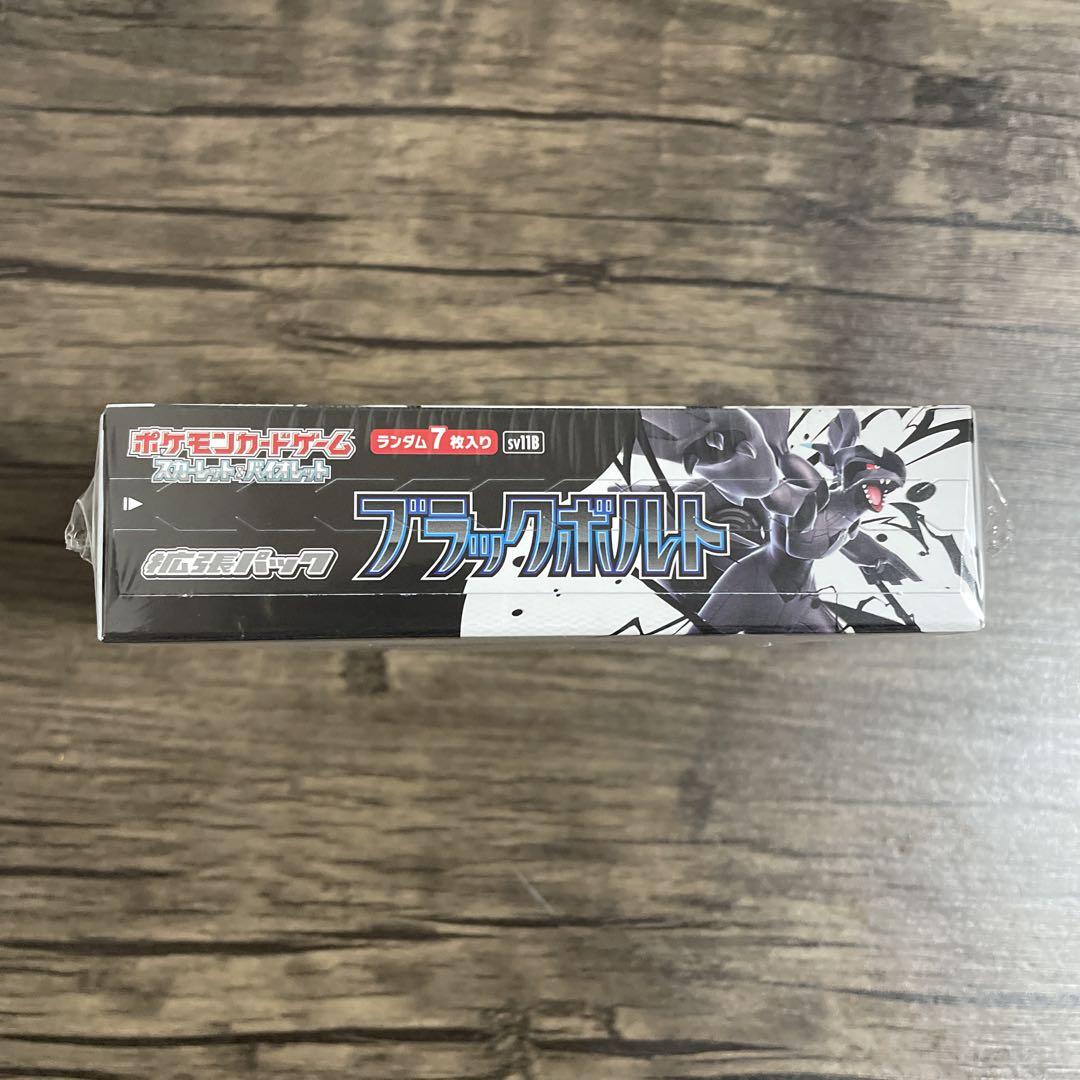 ポケモンカードゲーム
スカーレット&バイオレット
ランダム7枚入り
sv11B
ブラックボルト
拡張パック